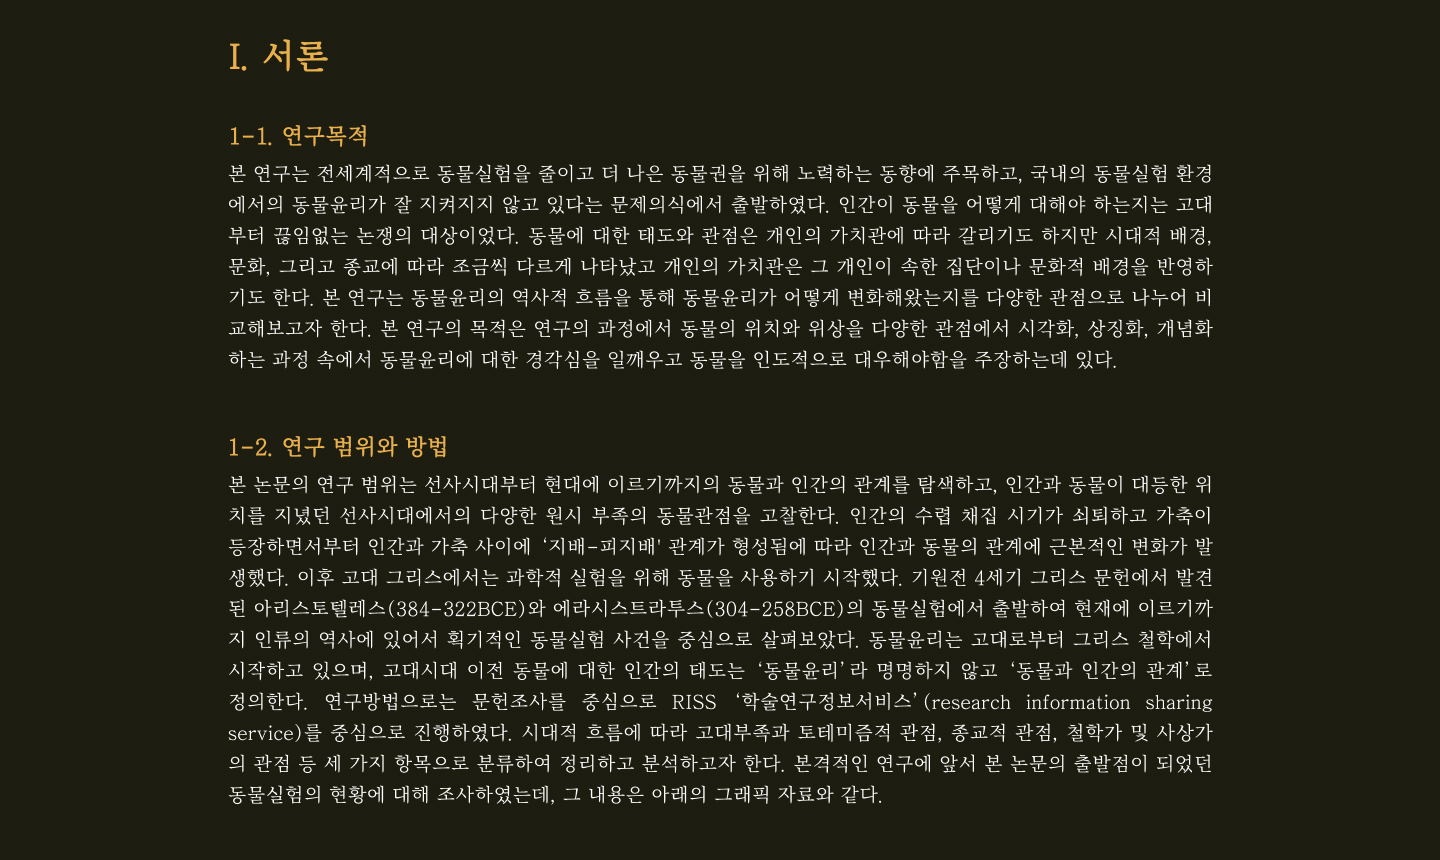 I. 서론
1-1. 연구목적
본 연구는 전세계적으로 동물실험을 줄이고 더 나은 동물권을 위해 노력하는 동향에 주목하고, 국내의 동물실험 환경
에서의 동물윤리가 잘 지켜지지 않고 있다는 문제의식에서 출발하였다. 인간이 동물을 어떻게 대해야 하는지는 고대
부터 끊임없는 논쟁의 대상이었다. 동물에 대한 태도와 관점은 개인의 가치관에 따라 갈리기도 하지만 시대적 배경,
문화, 그리고 종교에 따라 조금씩 다르게 나타났고 개인의 가치관은 그 개인이 속한 집단이나 문화적 배경을 반영하
기도 한다. 본 연구는 동물윤리의 역사적 흐름을 통해 동물윤리가 어떻게 변화해왔는지를 다양한 관점으로 나누어 비
교해보고자 한다. 본 연구의 목적은 연구의 과정에서 동물의 위치와 위상을 다양한 관점에서 시각화, 상징화, 개념화
하는 과정 속에서 동물윤리에 대한 경각심을 일깨우고 동물을 인도적으로 대우해야함을 주장하는데 있다.
1-2. 연구 범위와 방법
본 논문의 연구 범위는 선사시대부터 현대에 이르기까지의 동물과 인간의 관계를 탐색하고, 인간과 동물이 대등한 위
치를 지녔던 선사시대에서의 다양한 원시 부족의 동물관점을 고찰한다. 인간의 수렵 채집 시기가 쇠퇴하고 가축이
등장하면서부터 인간과 가축 사이에 ‘지배-피지배' 관계가 형성됨에 따라 인간과 동물의 관계에 근본적인 변화가 발
생했다. 이후 고대 그리스에서는 과학적 실험을 위해 동물을 사용하기 시작했다. 기원전 4세기 그리스 문헌에서 발견
된 아리스토텔레스(384-322BCE)와 에라시스트라투스(304-258BCE)의 동물실험에서 출발하여 현재에 이르기까
지 인류의 역사에 있어서 획기적인 동물실험 사건을 중심으로 살펴보았다. 동물윤리는 고대로부터 그리스 철학에서
시작하고 있으며, 고대시대 이전 동물에 대한 인간의 태도는 ‘동물윤리’라 명명하지 않고 ‘동물과 인간의 관계’로
정의한다. 연구방법으로는 문헌조사를 중심으로 RISS ‘학술연구정보서비스’(research information sharing
service)를 중심으로 진행하였다. 시대적 흐름에 따라 고대부족과 토테미즘적 관점, 종교적 관점, 철학가 및 사상가
의 관점 등 세 가지 항목으로 분류하여 정리하고 분석하고자 한다. 본격적인 연구에 앞서 본 논문의 출발점이 되었던
동물실험의 현황에 대해 조사하였는데, 그 내용은 아래의 그래픽 자료와 같다.